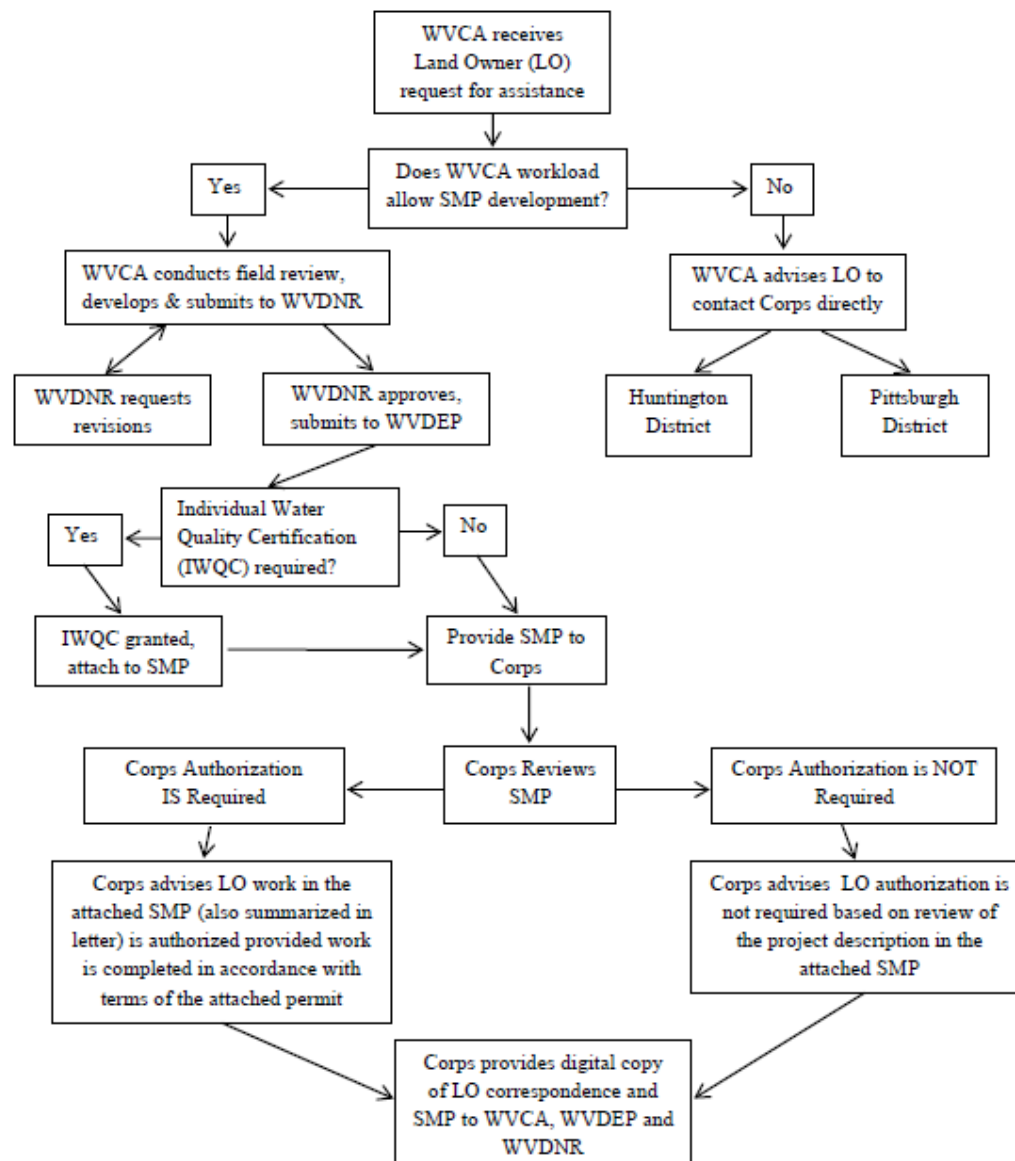 WVCA receives
Land Owner (LO)
request for assistance
Does WVCA workload
allow SMP development?
Yes
No
WVCA conducts field review,
develops & submits to WVDNR
WVCA advises LO to
contact Corps directly
WVDNR requests
revisions
WVDNR approves,
submits to WVDEP
Huntington
District
Pittsburgh
District
Individual Water
Quality Certification
(IWQC) required?
Yes
No
IWQC granted,
attach to SMP
Provide SMP to
Corps
Corps Authorization
IS Required
Corps Reviews
SMP
Corps Authorization is NOT
Required
Corps advises LO work in the
attached SMP (also summarized in
letter) is authorized provided work
is completed in accordance with
terms of the attached permit
Corps advises LO authorization is
not required based on review of
the project description in the
attached SMP
Corps provides digital copy
of LO correspondence and
SMP to WVCA, WVDEP and
WVDNR